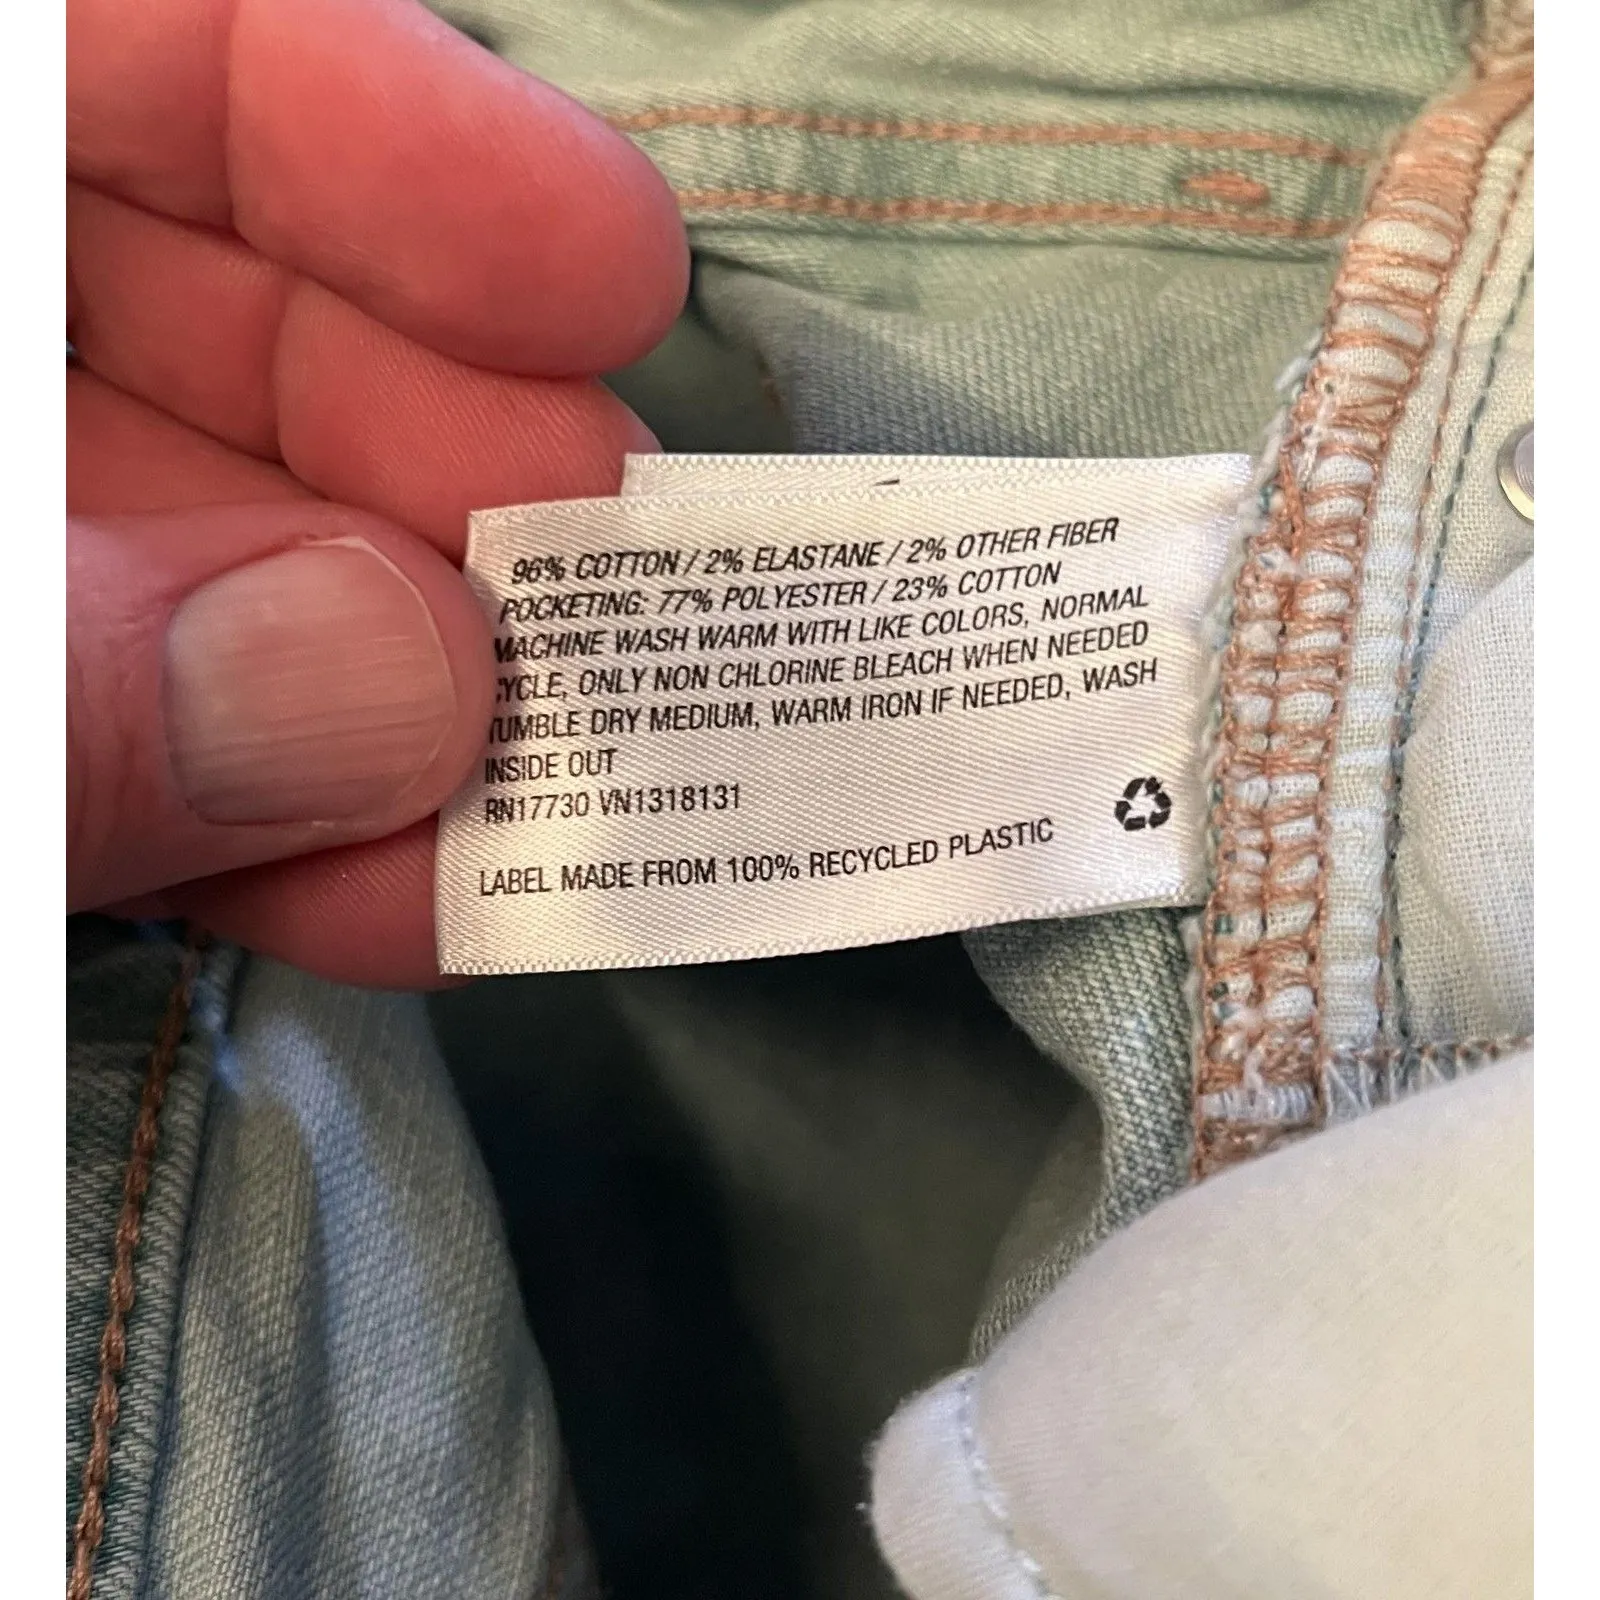 96% COTTON / 2% ELASTANE / 2% OTHER FIBER
POCKETING: 77% POLYESTER / 23% COTTON
MACHINE WASH WARM WITH LIKE COLORS, NORMAL
CYCLE, ONLY NON CHLORINE BLEACH WHEN NEEDED
TUMBLE DRY MEDIUM, WARM IRON IF NEEDED, WASH
INSIDE OUT
RN17730 VN1318131
LABEL MADE FROM 100% RECYCLED PLASTIC